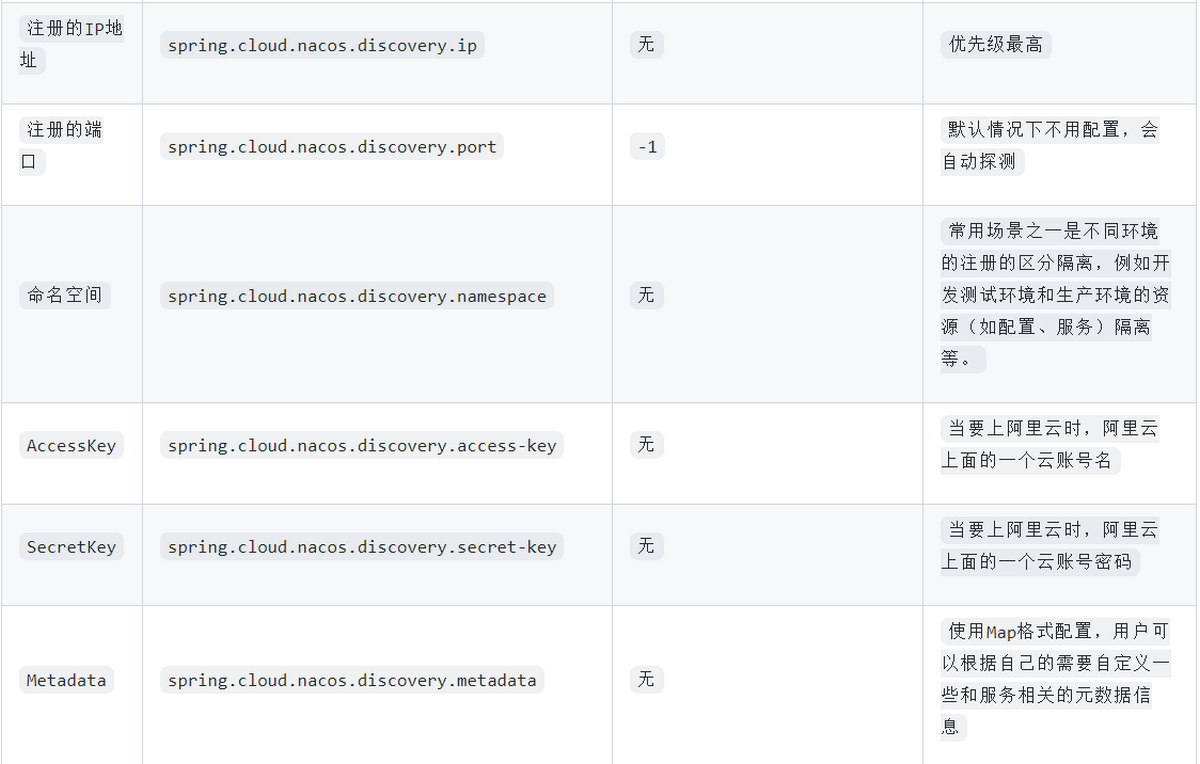 注册的IP地
址
spring.cloud.nacos.discovery.ip
无
优先级最高
注册的端
口
spring.cloud.nacos.discovery.port
-1
默认情况下不用配置，会
自动探测
命名空间
spring.cloud.nacos.discovery.namespace
无
常用场景之一是不同环境
的注册的区分隔离，例如开
发测试环境和生产环境的资
源（如配置、服务）隔离
等。
AccessKey
spring.cloud.nacos.discovery.access-key
无
当要上阿里云时，阿里云
上面的一个云账号名
SecretKey
spring.cloud.nacos.discovery.secret-key
无
当要上阿里云时，阿里云
上面的一个云账号密码
Metadata
spring.cloud.nacos.discovery.metadata
无
使用Map格式配置，用户可
以根据自己的需要自定义一
些和服务相关的元数据信
息